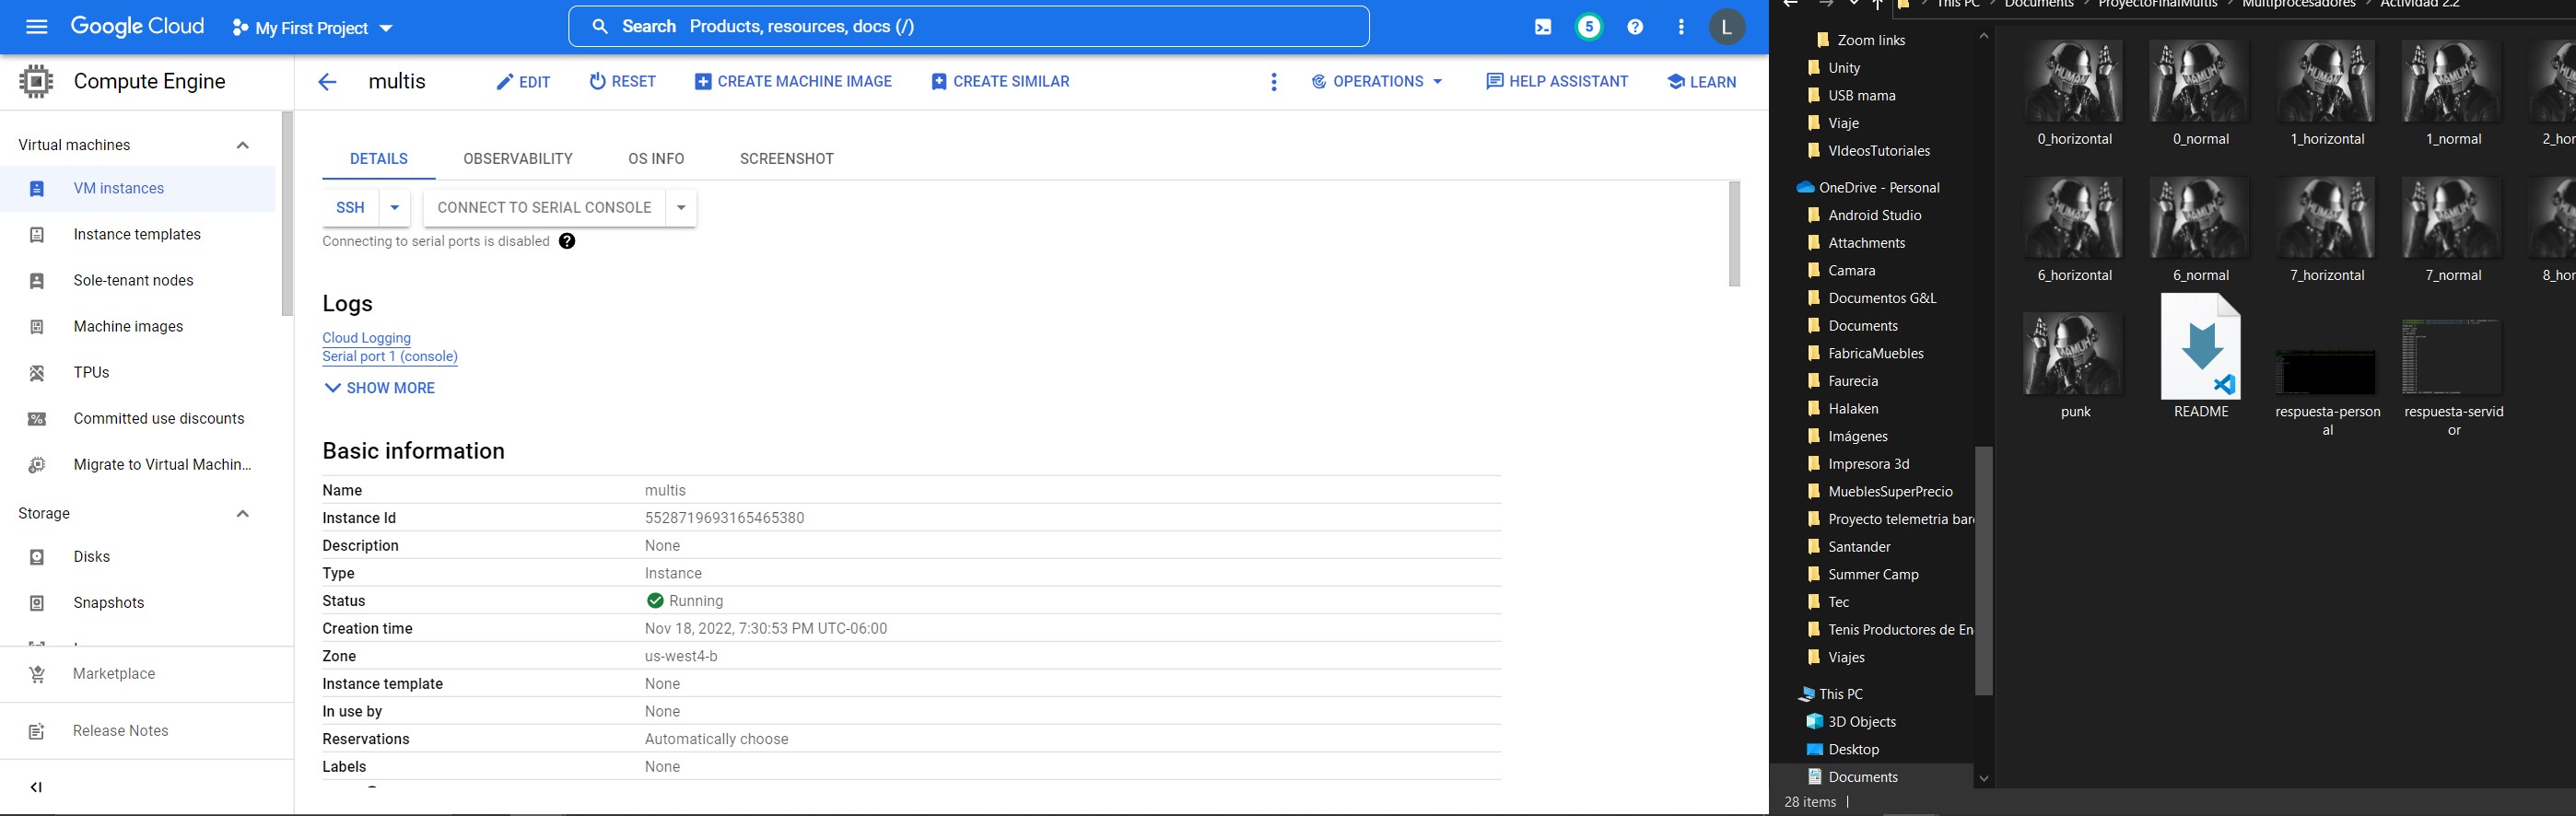 Google Cloud
My First Project
Search Products, resources, docs (/)
5
L
Compute Engine
multis
EDIT
RESET
CREATE MACHINE IMAGE
CREATE SIMILAR
OPERATIONS
HELP ASSISTANT
LEARN
Virtual machines
VM instances
Instance templates
Sole-tenant nodes
Machine images
TPUs
Committed use discounts
Migrate to Virtual Machin...
Storage
Disks
Snapshots
Marketplace
Release Notes
DETAILS
OBSERVABILITY
OS INFO
SCREENSHOT
SSH
CONNECT TO SERIAL CONSOLE
Connecting to serial ports is disabled
Logs
Cloud Logging
Serial port 1 (console)
SHOW MORE
Basic information
Name multis
Instance Id 5528719693165465380
Description None
Type Instance
Status Running
Creation time Nov 18, 2022, 7:30:53 PM UTC-06:00
Zone us-west4-b
Instance template None
In use by None
Reservations Automatically choose
Labels None
This PC Documents ProyectoFinalMultis Multiprocesadores Actividad 2.2
Zoom links
Unity
USB mama
Viaje
VIdeosTutoriales
OneDrive - Personal
Android Studio
Attachments
Camara
Documentos G&L
Documents
FabricaMuebles
Faurecia
Halaken
Imágenes
Impresora 3d
MueblesSuperPrecio
Proyecto telemetria bar
Santander
Summer Camp
Tec
Tenis Productores de En
Viajes
This PC
3D Objects
Desktop
Documents
28 items
0_horizontal
0_normal
1_horizontal
1_normal
2_hor
6_horizontal
6_normal
7_horizontal
7_normal
8_hor
punk
README
respuesta-person
al
respuesta-servid
or